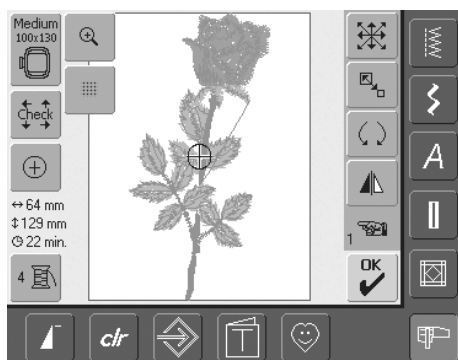 Medium
100x130
Check
↔ 64 mm
↕ 129 mm
22 min.
4
1
OK
A
clr